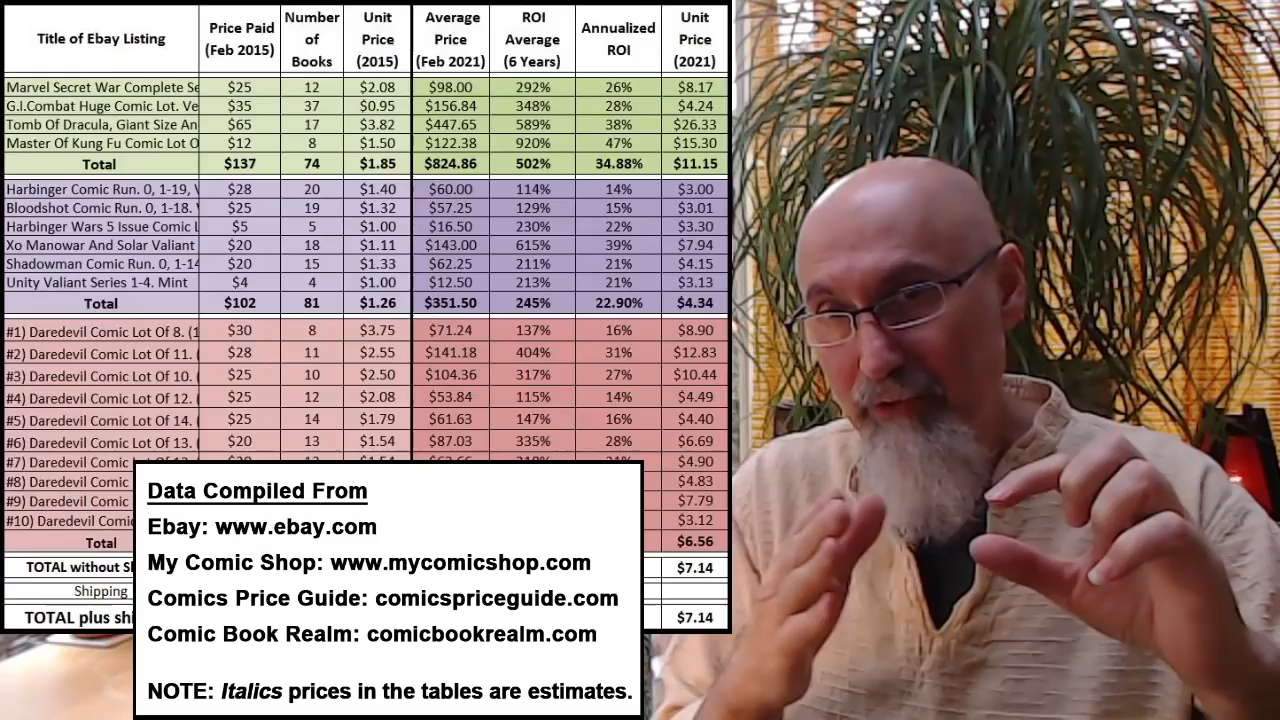 Title of Ebay Listing Price Paid (Feb 2015) Number of Books Unit Price (2015) Average Price (Feb 2021) ROI Average (6 Years) Annualized ROI Unit Price (2021)
Marvel Secret War Complete Se $25 12 $2.08 $98.00 292% 26% $8.17
G.I.Combat Huge Comic Lot. Ve $35 37 $0.95 $156.84 348% 28% $4.24
Tomb Of Dracula, Giant Size An $65 17 $3.82 $447.65 589% 38% $26.33
Master Of Kung Fu Comic Lot O $12 8 $1.50 $122.38 920% 47% $15.30
Total $137 74 $1.85 $824.86 502% 34.88% $11.15
Harbinger Comic Run. 0, 1-19, $28 20 $1.40 $60.00 114% 14% $3.00
Bloodshot Comic Run. 0, 1-18. $25 19 $1.32 $57.25 129% 15% $3.01
Harbinger Wars 5 Issue Comic L $5 5 $1.00 $16.50 230% 22% $3.30
Xo Manowar And Solar Valiant $20 18 $1.11 $143.00 615% 39% $7.94
Shadowman Comic Run. 0, 1-14 $20 15 $1.33 $62.25 211% 21% $4.15
Unity Valiant Series 1-4. Mint $4 4 $1.00 $12.50 213% 21% $3.13
Total $102 81 $1.26 $351.50 245% 22.90% $4.34
#1) Daredevil Comic Lot Of 8. (1 $30 8 $3.75 $71.24 137% 16% $8.90
#2) Daredevil Comic Lot Of 11. ( $28 11 $2.55 $141.18 404% 31% $12.83
#3) Daredevil Comic Lot Of 10. ( $25 10 $2.50 $104.36 317% 27% $10.44
#4) Daredevil Comic Lot Of 12. ( $25 12 $2.08 $53.84 115% 14% $4.49
#5) Daredevil Comic Lot Of 14. ( $25 14 $1.79 $61.63 147% 16% $4.40
#6) Daredevil Comic Lot Of 13. ( $20 13 $1.54 $87.03 335% 28% $6.69
#7) Daredevil Comic $4.90
#8) Daredevil Comic $4.83
#9) Daredevil Comic $7.79
#10) Daredevil Comic $3.12
Total $6.56
TOTAL without $7.14
Shipping
TOTAL plus shi $7.14
Data Compiled From
Ebay: www.ebay.com
My Comic Shop: www.mycomicshop.com
Comics Price Guide: comicspriceguide.com
Comic Book Realm: comicbookrealm.com
NOTE: Italics prices in the tables are estimates.